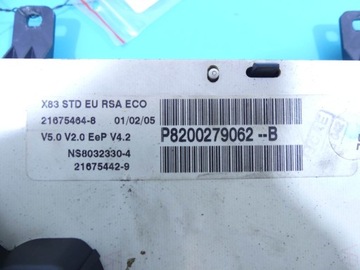 X83 STD EU RSA ECO
21675464-8 01/02/05
V5.0 V2.0 EeP V4.2
P8200279062--B
NS8032330-4
21675442-9